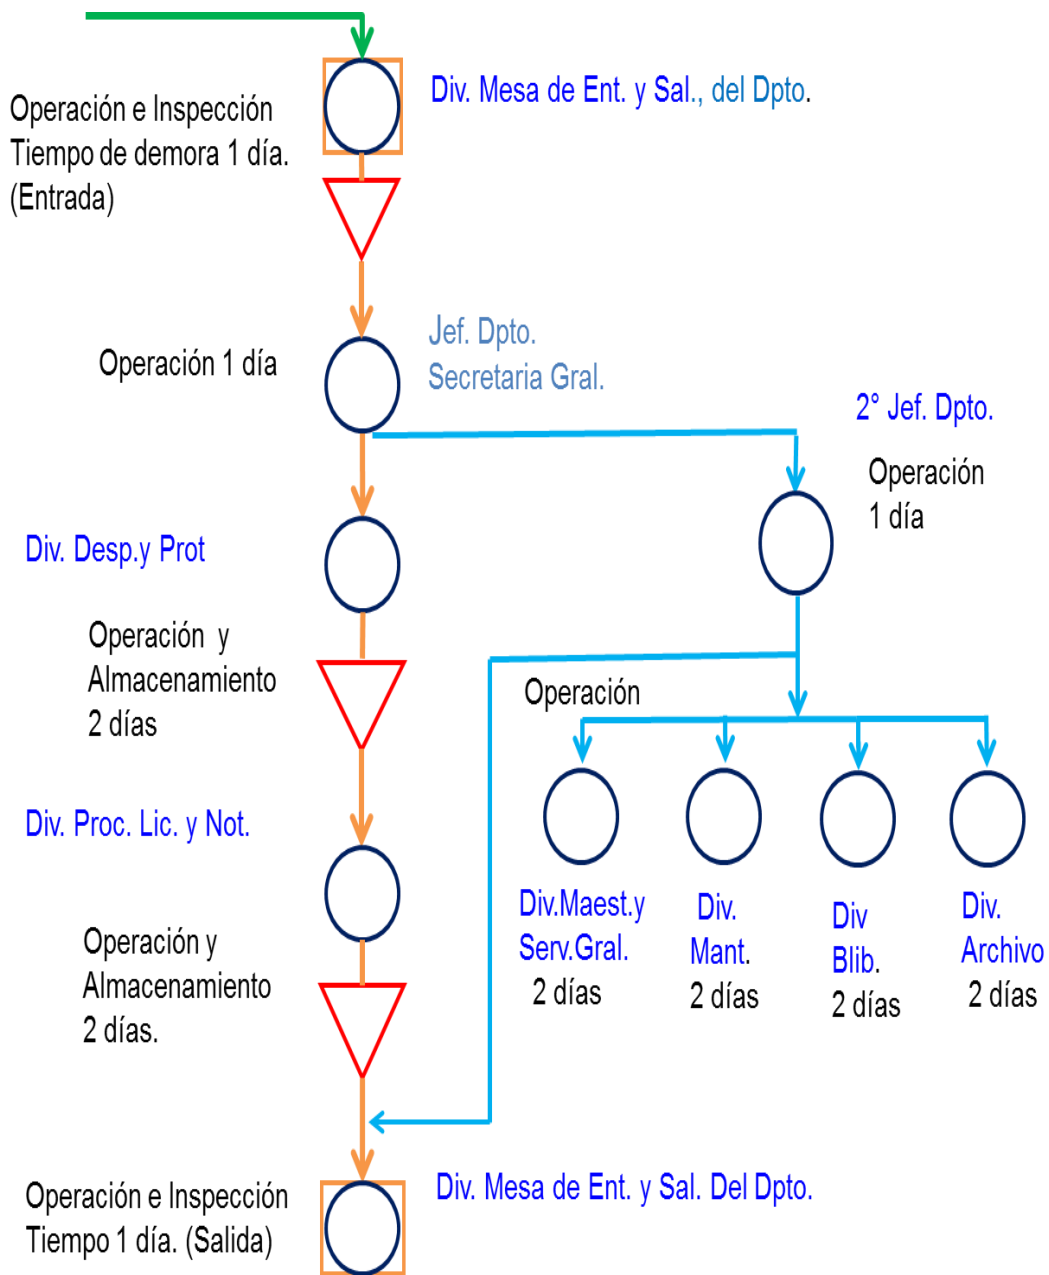 Div. Mesa de Ent. y Sal., del Dpto.
Operación e Inspección
Tiempo de demora 1 día.
(Entrada)
Jef. Dpto.
Secretaria Gral.
Operación 1 día
2° Jef. Dpto.
Operación
1 día
Div. Desp.y Prot
Operación y
Almacenamiento
2 días
Operación
Div. Proc. Lic. y Not.
Div.Maest.y
Serv.Gral.
2 días
Div.
Mant.
2 días
Div
Blib.
2 días
Div.
Archivo
2 días
Operación y
Almacenamiento
2 días.
Div. Mesa de Ent. y Sal. Del Dpto.
Operación e Inspección
Tiempo 1 día. (Salida)